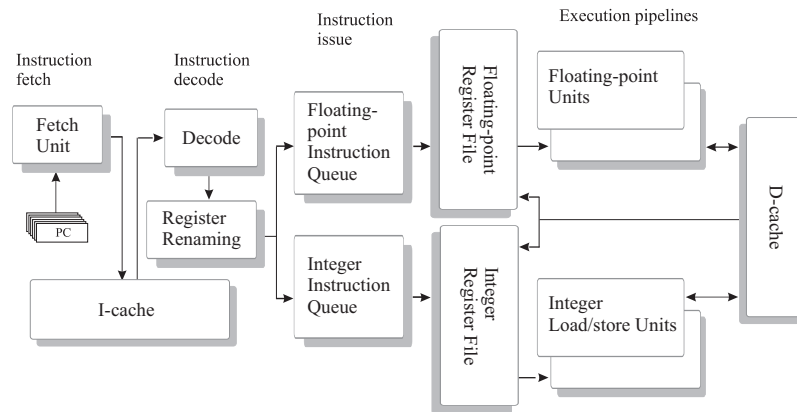 Instruction
fetch
Instruction
decode
Instruction
issue
Execution pipelines
Fetch
Unit
PC
I-cache
Decode
Register
Renaming
Floating-
point
Instruction
Queue
Integer
Instruction
Queue
Floating-point
Register File
Integer
Register File
Floating-point
Units
Integer
Load/store Units
D-cache